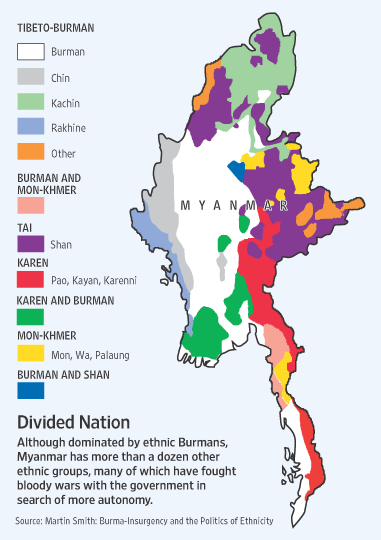 TIBETO-BURMAN
Burman
Chin
Kachin
Rakhine
Other
BURMAN AND
MON-KHMER
TAI
Shan
KAREN
Pao, Kayan, Karenni
KAREN AND BURMAN
MON-KHMER
Mon, Wa, Palaung
BURMAN AND SHAN
MYANMAR
Divided Nation
Although dominated by ethnic Burmans,
Myanmar has more than a dozen other
ethnic groups, many of which have fought
bloody wars with the government in
search of more autonomy.
Source: Martin Smith: Burma-Insurgency and the Politics of Ethnicity